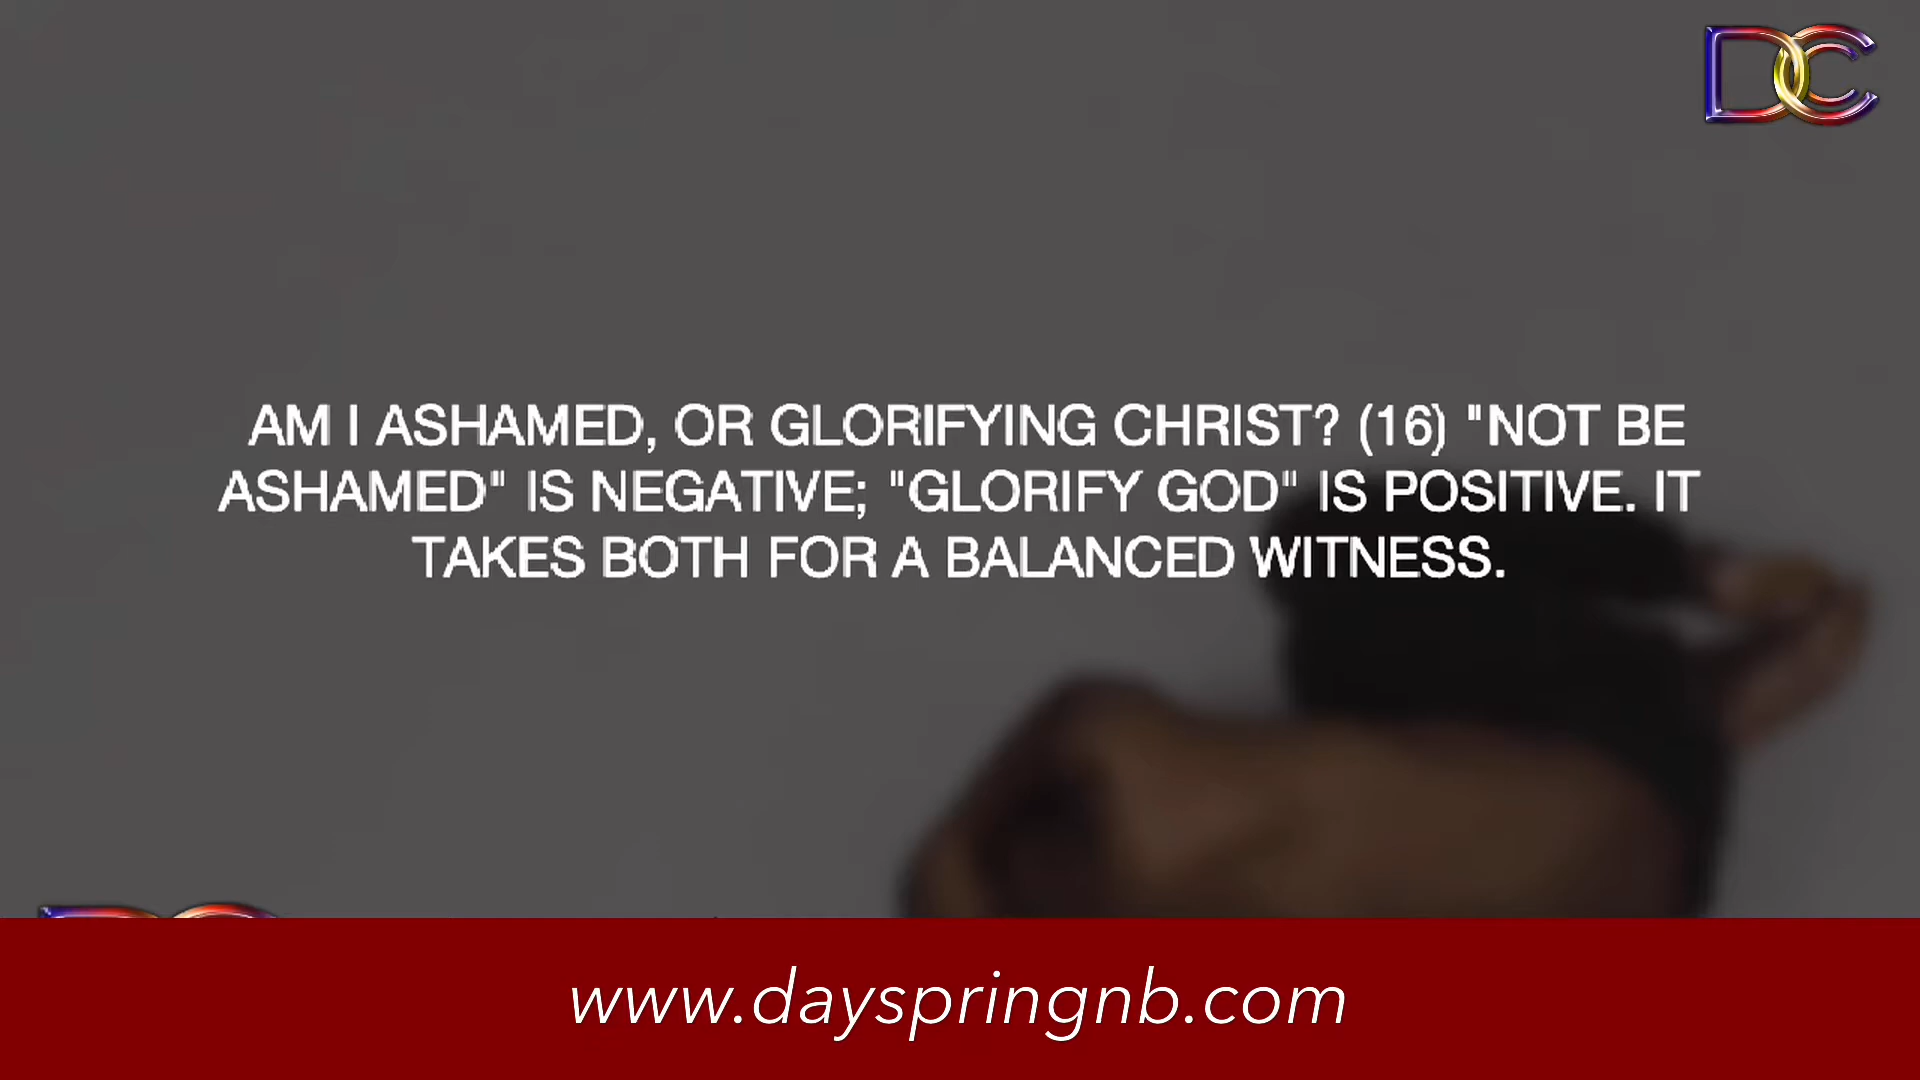 DC
AM I ASHAMED, OR GLORIFYING CHRIST? (16) "NOT BE
ASHAMED" IS NEGATIVE; "GLORIFY GOD" IS POSITIVE. IT
TAKES BOTH FOR A BALANCED WITNESS.
www.dayspringnb.com